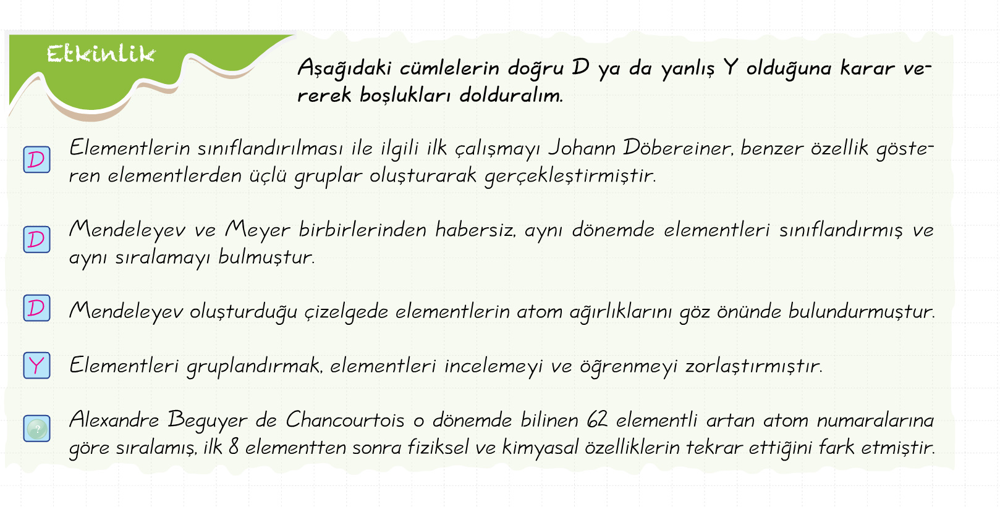 Etkinlik
Aşağıdaki cümlelerin doğru D ya da yanlış Y olduğuna karar ve-
rerek boşlukları dolduralım.
D Elementlerin sınıflandırılması ile ilgili ilk çalışmayı Johann Döbereiner, benzer özellik göste-
ren elementlerden üçlü gruplar oluşturarak gerçekleştirmiştir.
D Mendeleyev ve Meyer birbirlerinden habersiz, aynı dönemde elementleri sınıflandırmış ve
aynı sıralamayı bulmuştur.
D Mendeleyev oluşturduğu çizelgede elementlerin atom ağırlıklarını göz önünde bulundurmuştur.
Y Elementleri gruplandırmak, elementleri incelemeyi ve öğrenmeyi zorlaştırmıştır.
? Alexandre Beguyer de Chancourtois o dönemde bilinen 62 elementli artan atom numaralarına
göre sıralamış, ilk 8 elementten sonra fiziksel ve kimyasal özelliklerin tekrar ettiğini fark etmiştir.